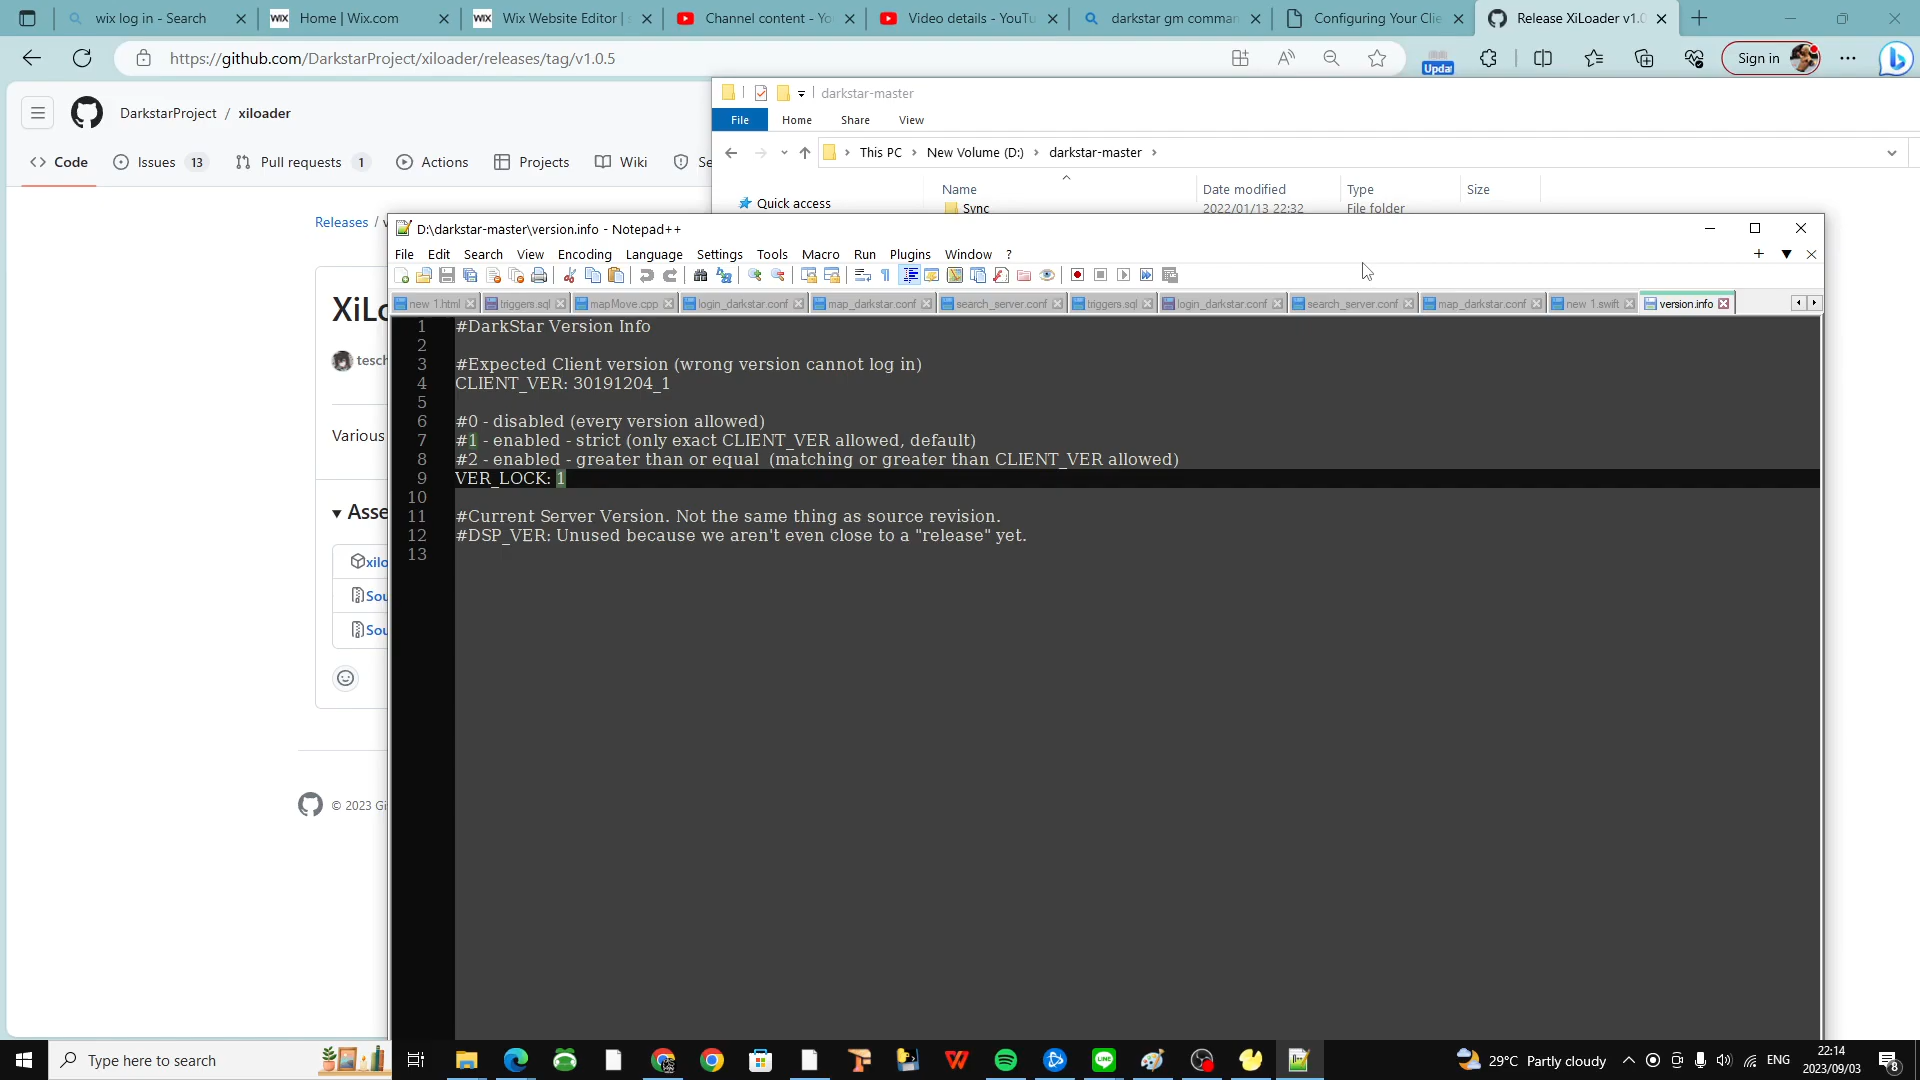 wix log in - Search
Home | Wix.com
Wix Website Editor | s
Channel content - Yo
Video details - YouTu
darkstar gm comman
Configuring Your Clie
Release XiLoader v1.0
https://github.com/DarkstarProject/xiloader/releases/tag/v1.0.5
Updat
Sign in
DarkstarProject / xiloader
Code
Issues 13
Pull requests 1
Actions
Projects
Wiki
Se
darkstar-master
File
Home
Share
View
This PC > New Volume (D:) > darkstar-master >
Name
Date modified
Type
Size
Quick access
Sync
2022/01/13 22:32
File folder
Releases /
D:\darkstar-master\version.info - Notepad++
File Edit Search View Encoding Language Settings Tools Macro Run Plugins Window ?
new 1.html
triggers.sql
mapMove.cpp
login_darkstar.conf
map_darkstar.conf
search_server.conf
triggers.sql
login_darkstar.conf
search_server.conf
map_darkstar.conf
new 1.swift
version.info
XiLo
tesch
Various
Asse
xilo
Sou
Sou
© 2023 Gi
1 #DarkStar Version Info
2
3 #Expected Client version (wrong version cannot log in)
4 CLIENT_VER: 30191204_1
5
6 #0 - disabled (every version allowed)
7 #1 - enabled - strict (only exact CLIENT_VER allowed, default)
8 #2 - enabled - greater than or equal  (matching or greater than CLIENT_VER allowed)
9 VER_LOCK: 1
10
11 #Current Server Version. Not the same thing as source revision.
12 #DSP_VER: Unused because we aren't even close to a "release" yet.
13
Type here to search
29°C Partly cloudy
ENG
22:14
2023/09/03
8